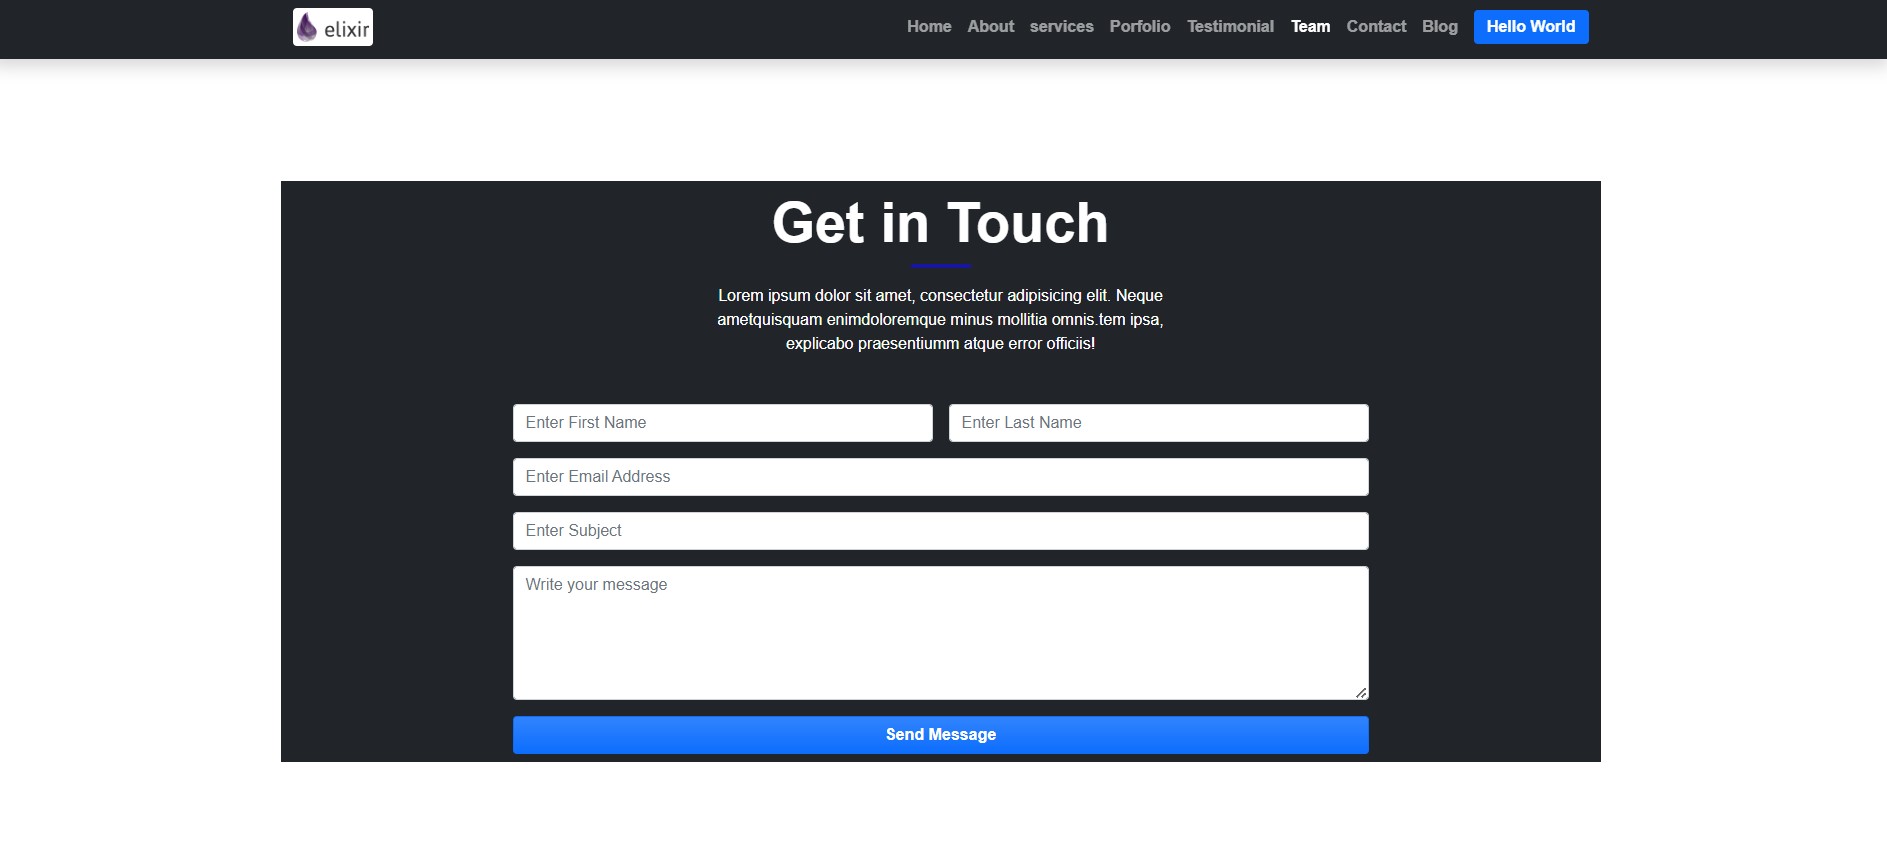 elixir
Home About services Porfolio Testimonial Team Contact Blog Hello World
Get in Touch
Lorem ipsum dolor sit amet, consectetur adipisicing elit. Neque
ametquisquam enimdoloremque minus mollitia omnis.tem ipsa,
explicabo praesentiumm atque error officiis!
Enter First Name Enter Last Name
Enter Email Address
Enter Subject
Write your message
Send Message